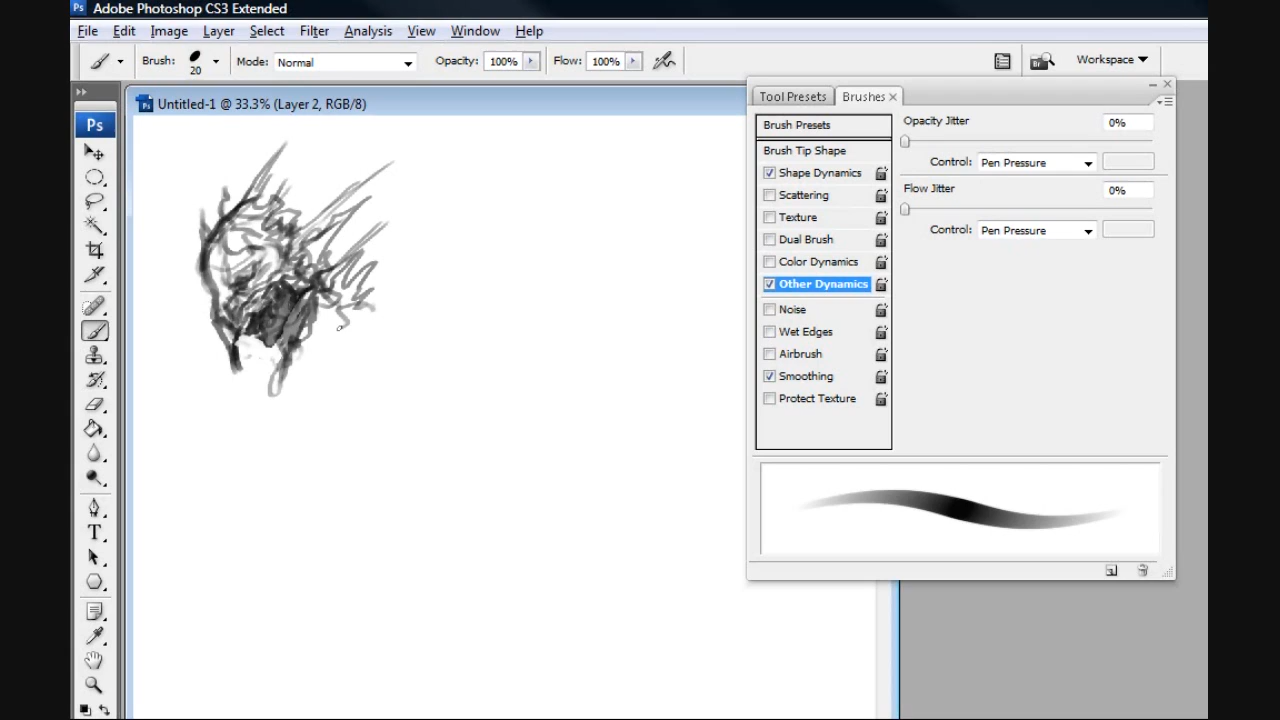 Ps Adobe Photoshop CS3 Extended
File Edit Image Layer Select Filter Analysis View Window Help
Brush: 20 Mode: Normal Opacity: 100% Flow: 100% Workspace
Untitled-1 @ 33.3% (Layer 2, RGB/8)
Ps
T
Tool Presets Brushes
Brush Presets
Brush Tip Shape
Shape Dynamics
Scattering
Texture
Dual Brush
Color Dynamics
Other Dynamics
Noise
Wet Edges
Airbrush
Smoothing
Protect Texture
Opacity Jitter 0%
Control: Pen Pressure
Flow Jitter 0%
Control: Pen Pressure